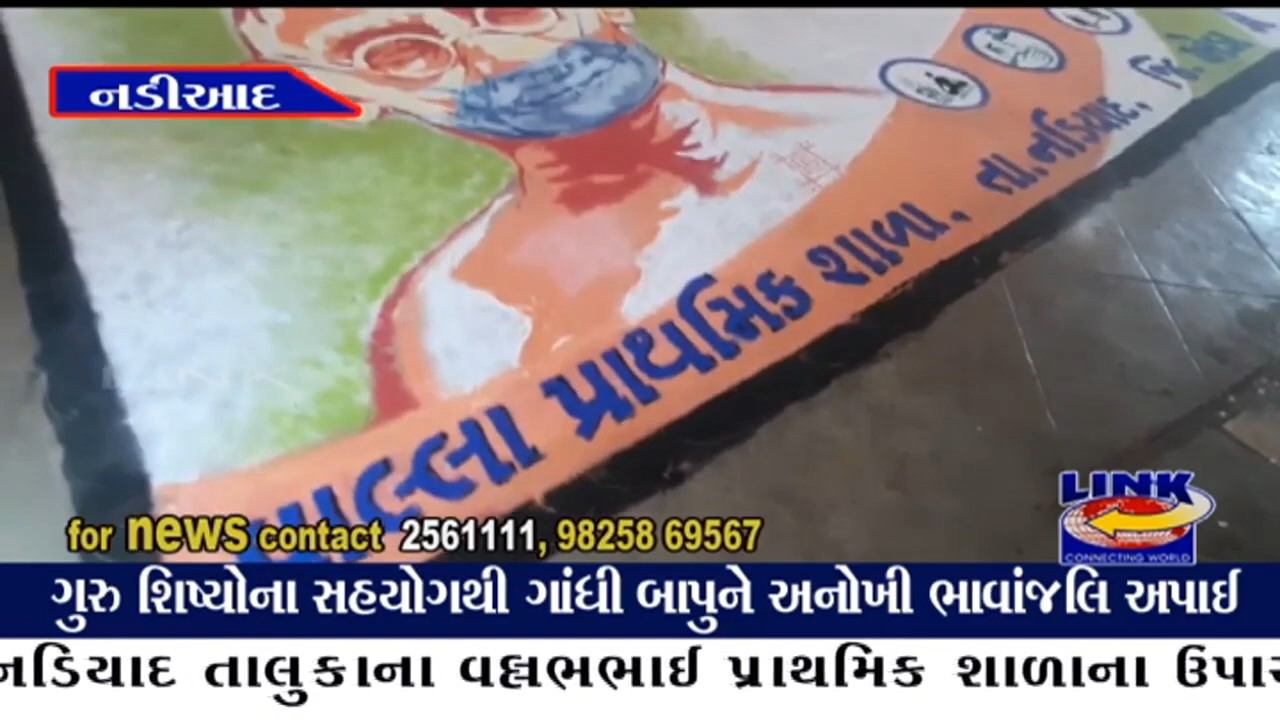 નડીઆદ
પ્રાથમિક શાળા. તા.નડિયાદ. જિ. ખેડા
for news contact 2561111, 98258 69567
LINK
CONNECTING WORLD
ગુરુ શિષ્યોના સહયોગથી ગાંધી બાપુને અનોખી ભાવાંજલિ અપાઈ
નડિયાદ તાલુકાના વલ્લભભાઈ પ્રાથમિક શાળાના